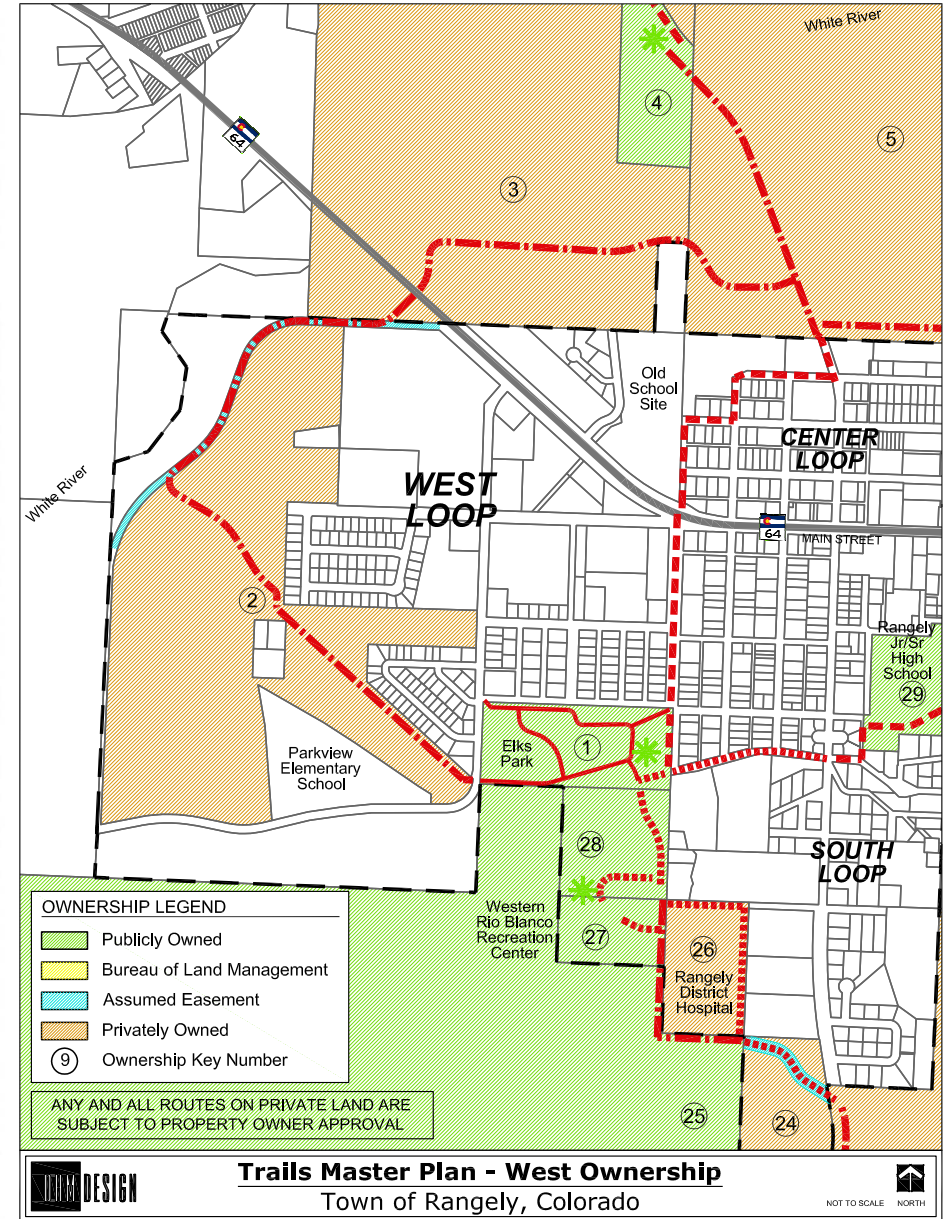 White River
4
64
5
3
Old
School
Site
CENTER
LOOP
WEST
LOOP
White River
64
MAIN STREET
2
Rangely
Jr/Sr
High
School
29
Elks
Park
1
Parkview
Elementary
School
28
SOUTH
LOOP
Western
Rio Blanco
Recreation
Center
27
26
Rangely
District
Hospital
OWNERSHIP LEGEND
Publicly Owned
Bureau of Land Management
Assumed Easement
Privately Owned
9 Ownership Key Number
ANY AND ALL ROUTES ON PRIVATE LAND ARE
SUBJECT TO PROPERTY OWNER APPROVAL
25
24
DESIGN
Trails Master Plan - West Ownership
Town of Rangely, Colorado
NOT TO SCALE NORTH